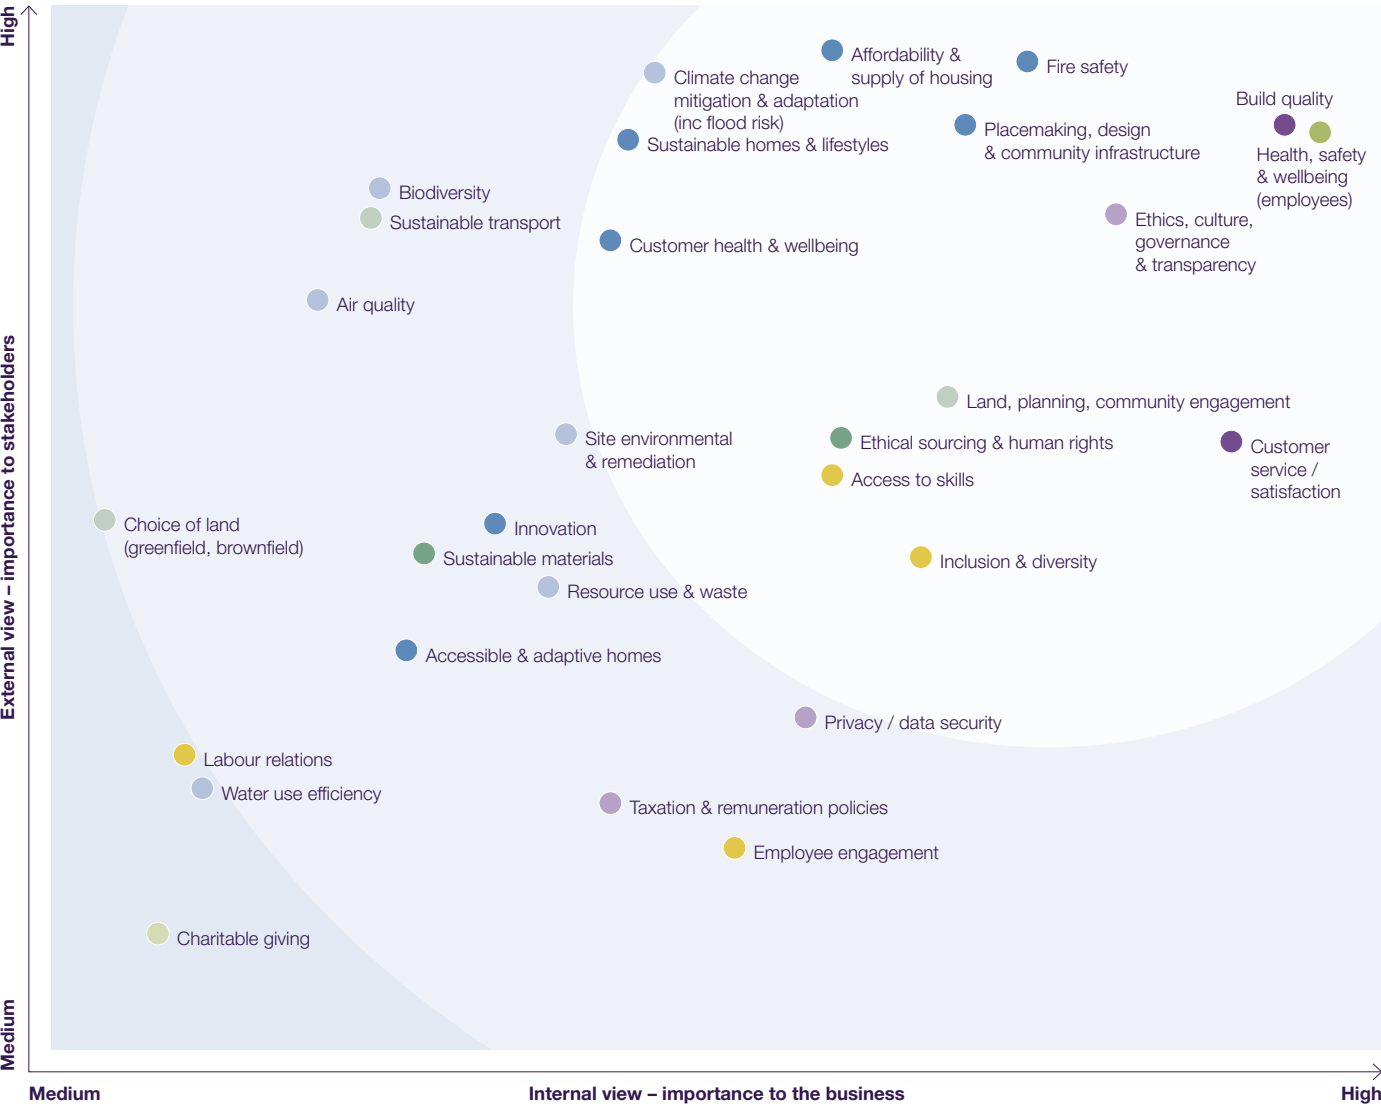 High
External view – importance to stakeholders
Medium
Affordability &
supply of housing
Fire safety
Climate change
mitigation & adaptation
(inc flood risk)
Build quality
Placemaking, design
& community infrastructure
Sustainable homes & lifestyles
Health, safety
& wellbeing
(employees)
Biodiversity
Sustainable transport
Ethics, culture,
governance
& transparency
Customer health & wellbeing
Air quality
Land, planning, community engagement
Site environmental
& remediation
Ethical sourcing & human rights
Customer
service /
satisfaction
Access to skills
Choice of land
(greenfield, brownfield)
Innovation
Sustainable materials
Inclusion & diversity
Resource use & waste
Accessible & adaptive homes
Privacy / data security
Labour relations
Water use efficiency
Taxation & remuneration policies
Employee engagement
Charitable giving
Medium
Internal view – importance to the business
High